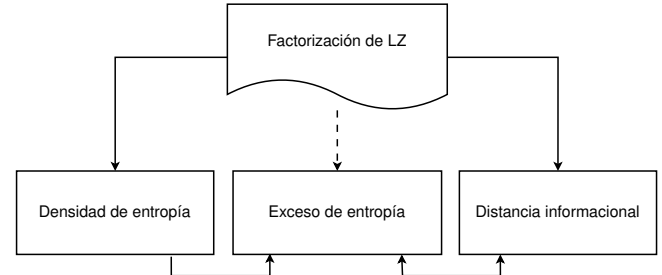 Factorización de LZ
Densidad de entropía
Exceso de entropía
Distancia informacional